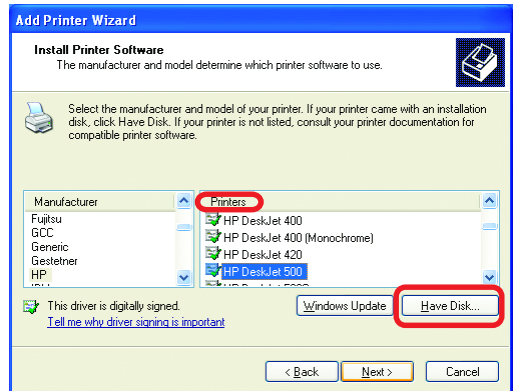 Add Printer Wizard
Install Printer Software
The manufacturer and model determine which printer software to use.
Select the manufacturer and model of your printer. If your printer came with an installation
disk, click Have Disk. If your printer is not listed, consult your printer documentation for
compatible printer software.
Manufacturer
Fujitsu
GCC
Generic
Gestetner
HP
Printers
HP DeskJet 400
HP DeskJet 400 (Monochrome)
HP DeskJet 420
HP DeskJet 500
This driver is digitally signed.
Tell me why driver signing is important
Windows Update
Have Disk...
< Back
Next >
Cancel